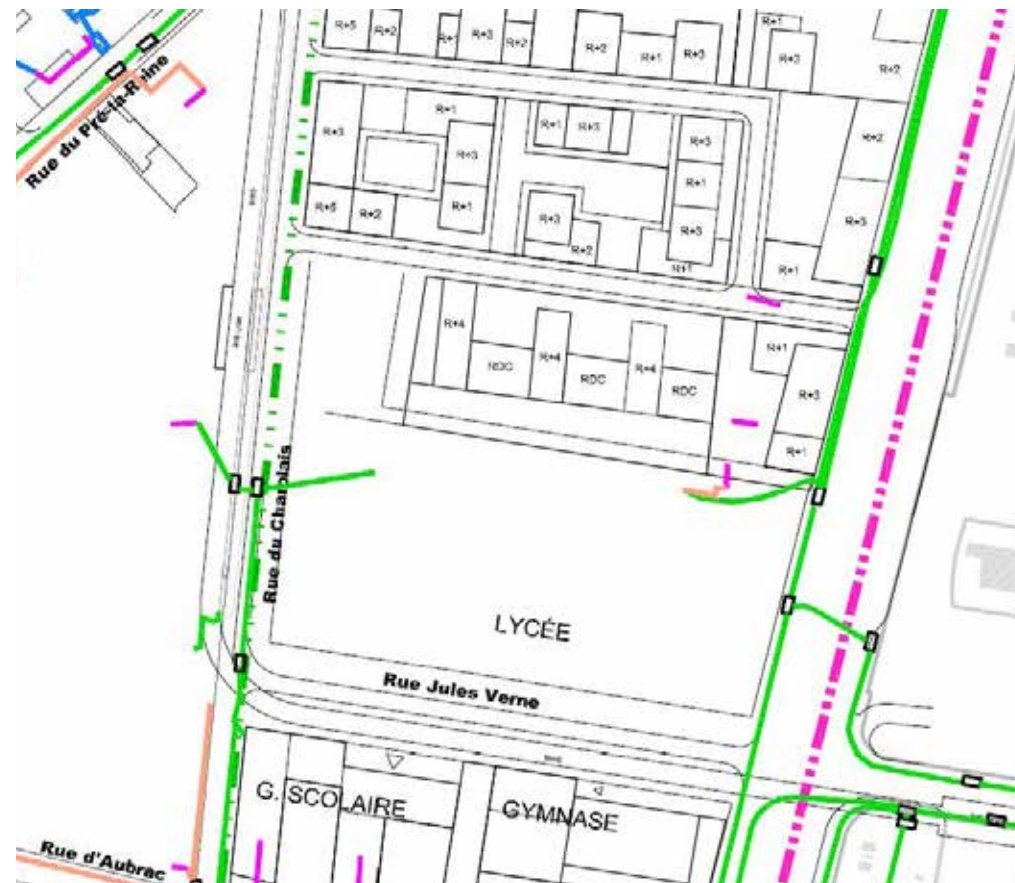 R+5
R+2
R+1
R+3
R+2
R+2
R+1
R+3
R+1
R+3
R+2
Rue du Pré-la-Reine
R+3
R+1
R+3
R+1
R+3
R+3
R+1
R+2
R+5
R+2
R+1
R+3
R+2
R+3
R+1
R+1
R+3
R+1
R+4
RDC
R+4
RDC
R+4
RDC
R+1
R+3
R+1
Rue du Charolais
LYCÉE
Rue Jules Verne
G. SCOLAIRE
GYMNASE
Rue d'Aubrac